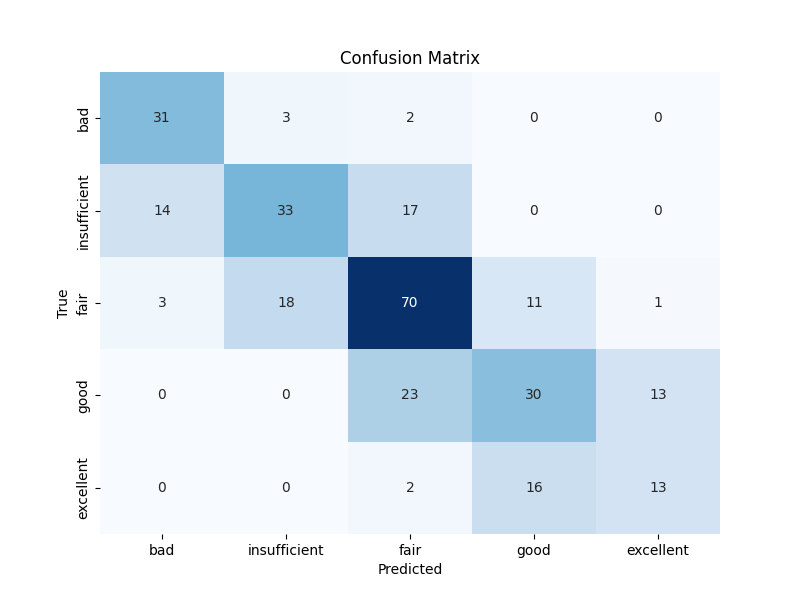 Confusion Matrix
True
bad 31 3 2 0 0
insufficient 14 33 17 0 0
fair 3 18 70 11 1
good 0 0 23 30 13
excellent 0 0 2 16 13
bad insufficient fair good excellent
Predicted